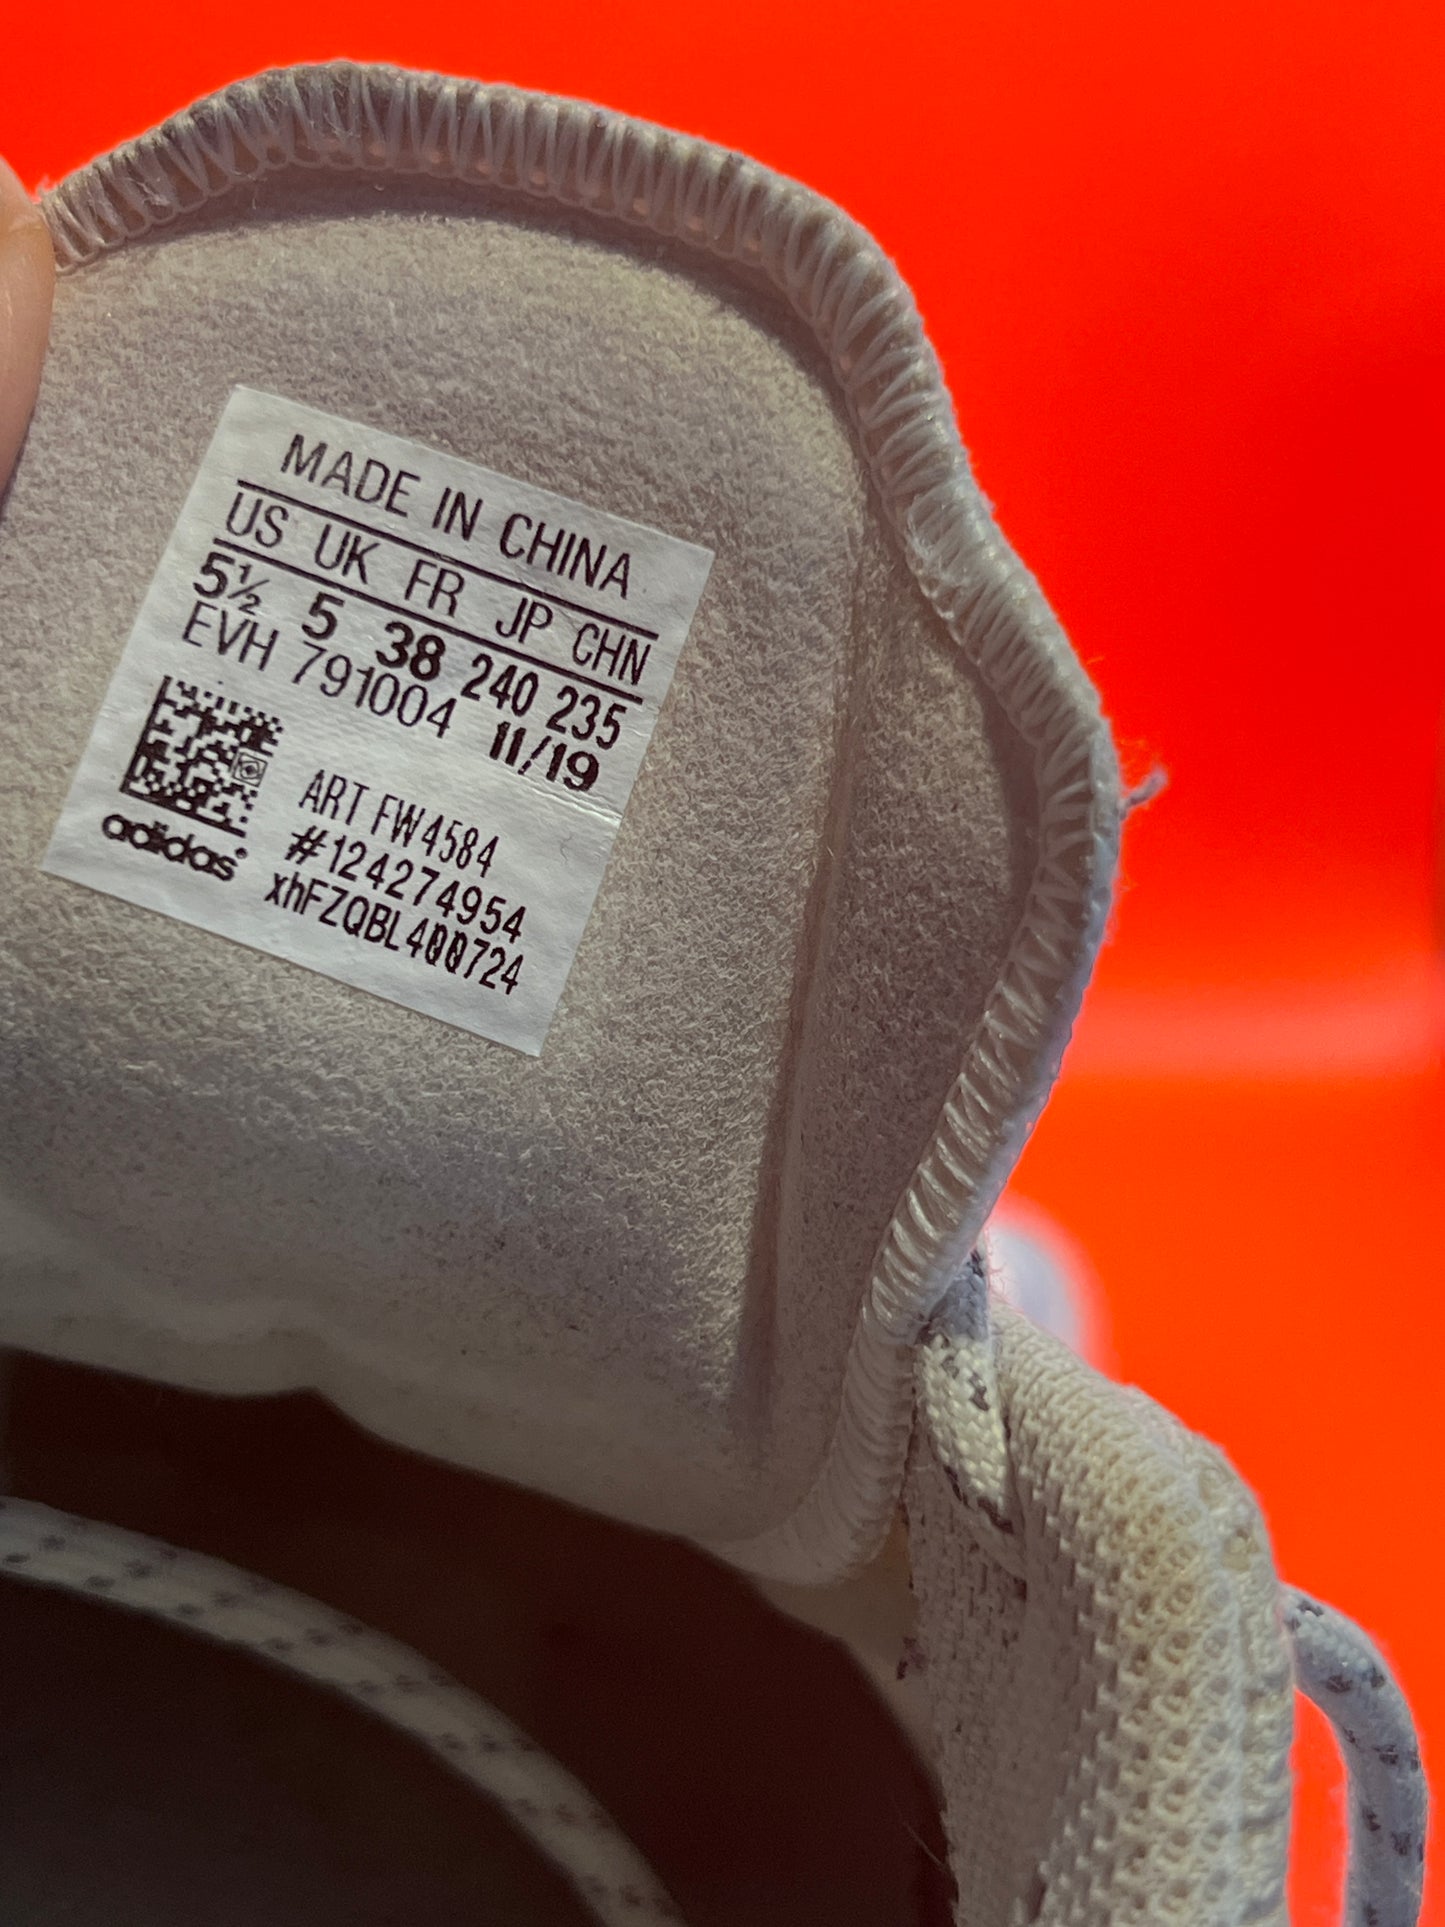 MADE IN CHINA
US UK FR JP CHN
5½ 5 38 240 235
EVH 791004 11/19
ART FW4584
#124274954
xhFZQBL400724
adidas®